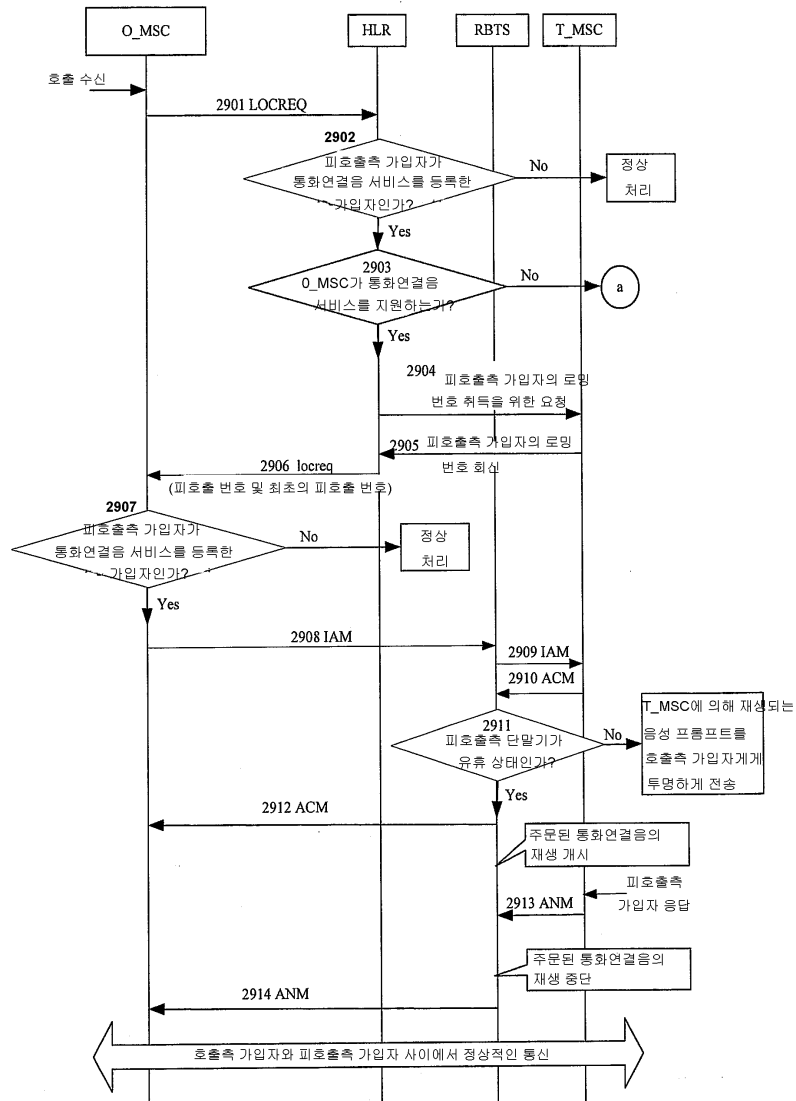 O_MSC
HLR
RBTS
T_MSC
호출 수신
2901 LOCREQ
2902
피호출측 가입자가
통화연결음 서비스를 등록한
가입자인가?
No
정상
처리
Yes
2903
O_MSC가 통화연결음
서비스를 지원하는가?
No
a
Yes
2904
피호출측 가입자의 로밍
번호 취득을 위한 요청
2905 피호출측 가입자의 로밍
번호 회신
2906 locreq
(피호출 번호 및 최초의 피호출 번호)
2907
피호출측 가입자가
통화연결음 서비스를 등록한
가입자인가?
No
정상
처리
Yes
2908 IAM
2909 IAM
2910 ACM
2911
피호출측 단말기가
유휴 상태인가?
No
T_MSC에 의해 재생되는
음성 프롬프트를
호출측 가입자게게
투명하게 전송
Yes
2912 ACM
주문된 통화연결음의
재생 개시
피호출측
가입자 응답
2913 ANM
주문된 통화연결음의
재생 중단
2914 ANM
호출측 가입자와 피호출측 가입자 사이에서 정상적인 통신